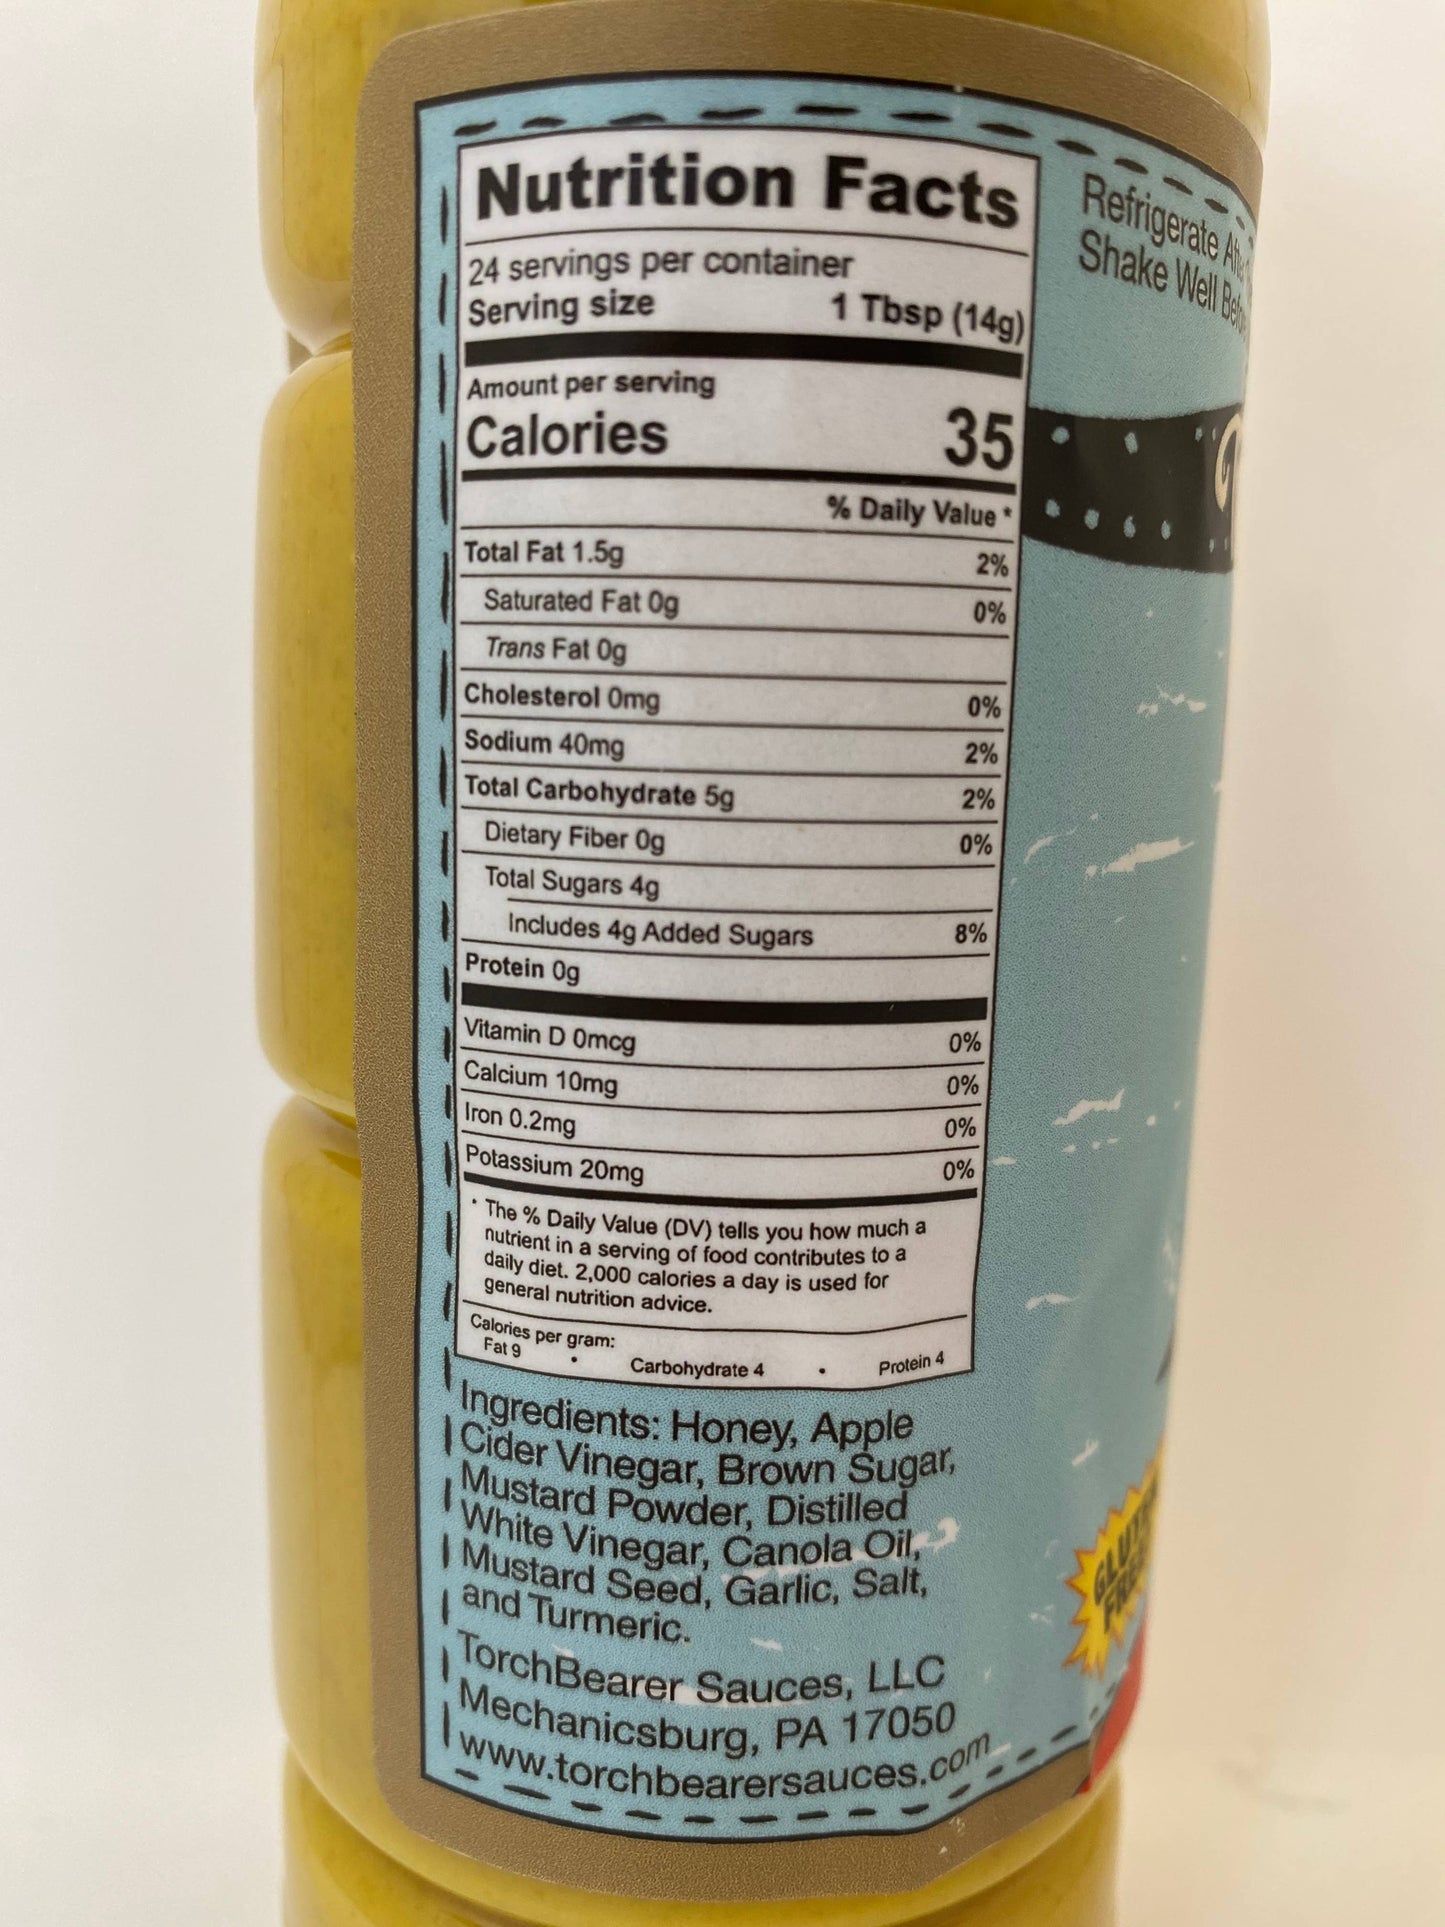 Nutrition Facts
24 servings per container
Serving size 1 Tbsp (14g)
Amount per serving
Calories 35
% Daily Value *
Total Fat 1.5g 2%
Saturated Fat 0g 0%
Trans Fat 0g
Cholesterol 0mg 0%
Sodium 40mg 2%
Total Carbohydrate 5g 2%
Dietary Fiber 0g 0%
Total Sugars 4g
Includes 4g Added Sugars 8%
Protein 0g
Vitamin D 0mcg 0%
Calcium 10mg 0%
Iron 0.2mg 0%
Potassium 20mg 0%
* The % Daily Value (DV) tells you how much a
nutrient in a serving of food contributes to a
daily diet. 2,000 calories a day is used for
general nutrition advice.
Calories per gram:
Fat 9 • Carbohydrate 4 • Protein 4
Ingredients: Honey, Apple
Cider Vinegar, Brown Sugar,
Mustard Powder, Distilled
White Vinegar, Canola Oil,
Mustard Seed, Garlic, Salt,
and Turmeric.
TorchBearer Sauces, LLC
Mechanicsburg, PA 17050
www.torchbearersauces.com
Refrigerate
Shake Well
GLUTEN
FREE